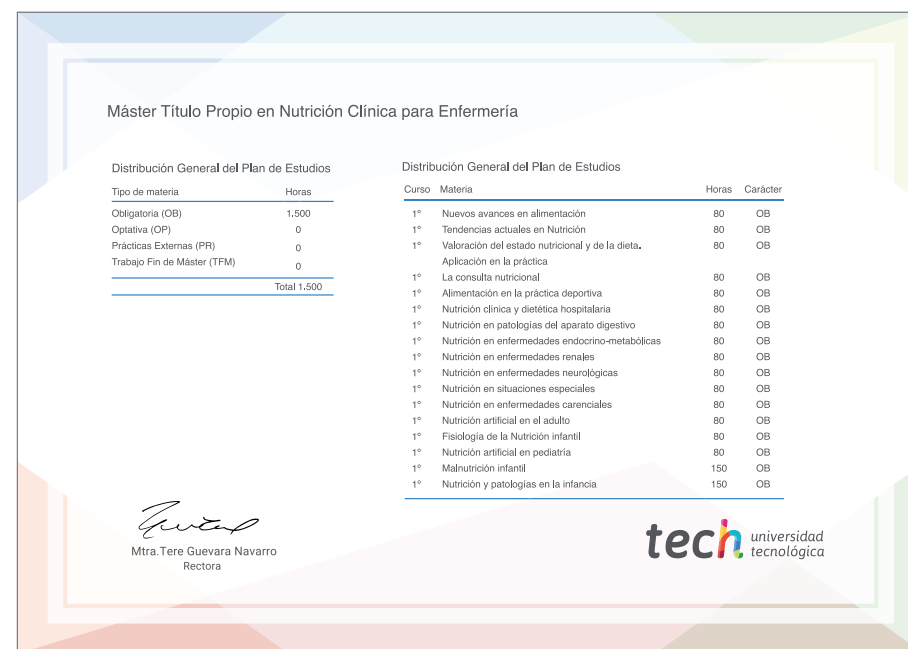 Máster Título Propio en Nutrición Clínica para Enfermería
Distribución General del Plan de Estudios
Tipo de materia Horas
Obligatoria (OB) 1.500
Optativa (OP) 0
Prácticas Externas (PR) 0
Trabajo Fin de Máster (TFM) 0
Total 1.500
Distribución General del Plan de Estudios
Curso Materia Horas Carácter
1º Nuevos avances en alimentación 80 OB
1º Tendencias actuales en Nutrición 80 OB
1º Valoración del estado nutricional y de la dieta. 80 OB
Aplicación en la práctica
1º La consulta nutricional 80 OB
1º Alimentación en la práctica deportiva 80 OB
1º Nutrición clínica y dietética hospitalaria 80 OB
1º Nutrición en patologías del aparato digestivo 80 OB
1º Nutrición en enfermedades endocrino-metabólicas 80 OB
1º Nutrición en enfermedades renales 80 OB
1º Nutrición en enfermedades neurológicas 80 OB
1º Nutrición en situaciones especiales 80 OB
1º Nutrición en enfermedades carenciales 80 OB
1º Nutrición artificial en el adulto 80 OB
1º Fisiología de la Nutrición infantil 80 OB
1º Nutrición artificial en pediatría 80 OB
1º Malnutrición infantil 150 OB
1º Nutrición y patologías en la infancia 150 OB
Mtra.Tere Guevara Navarro
Rectora
tech universidad
tecnológica